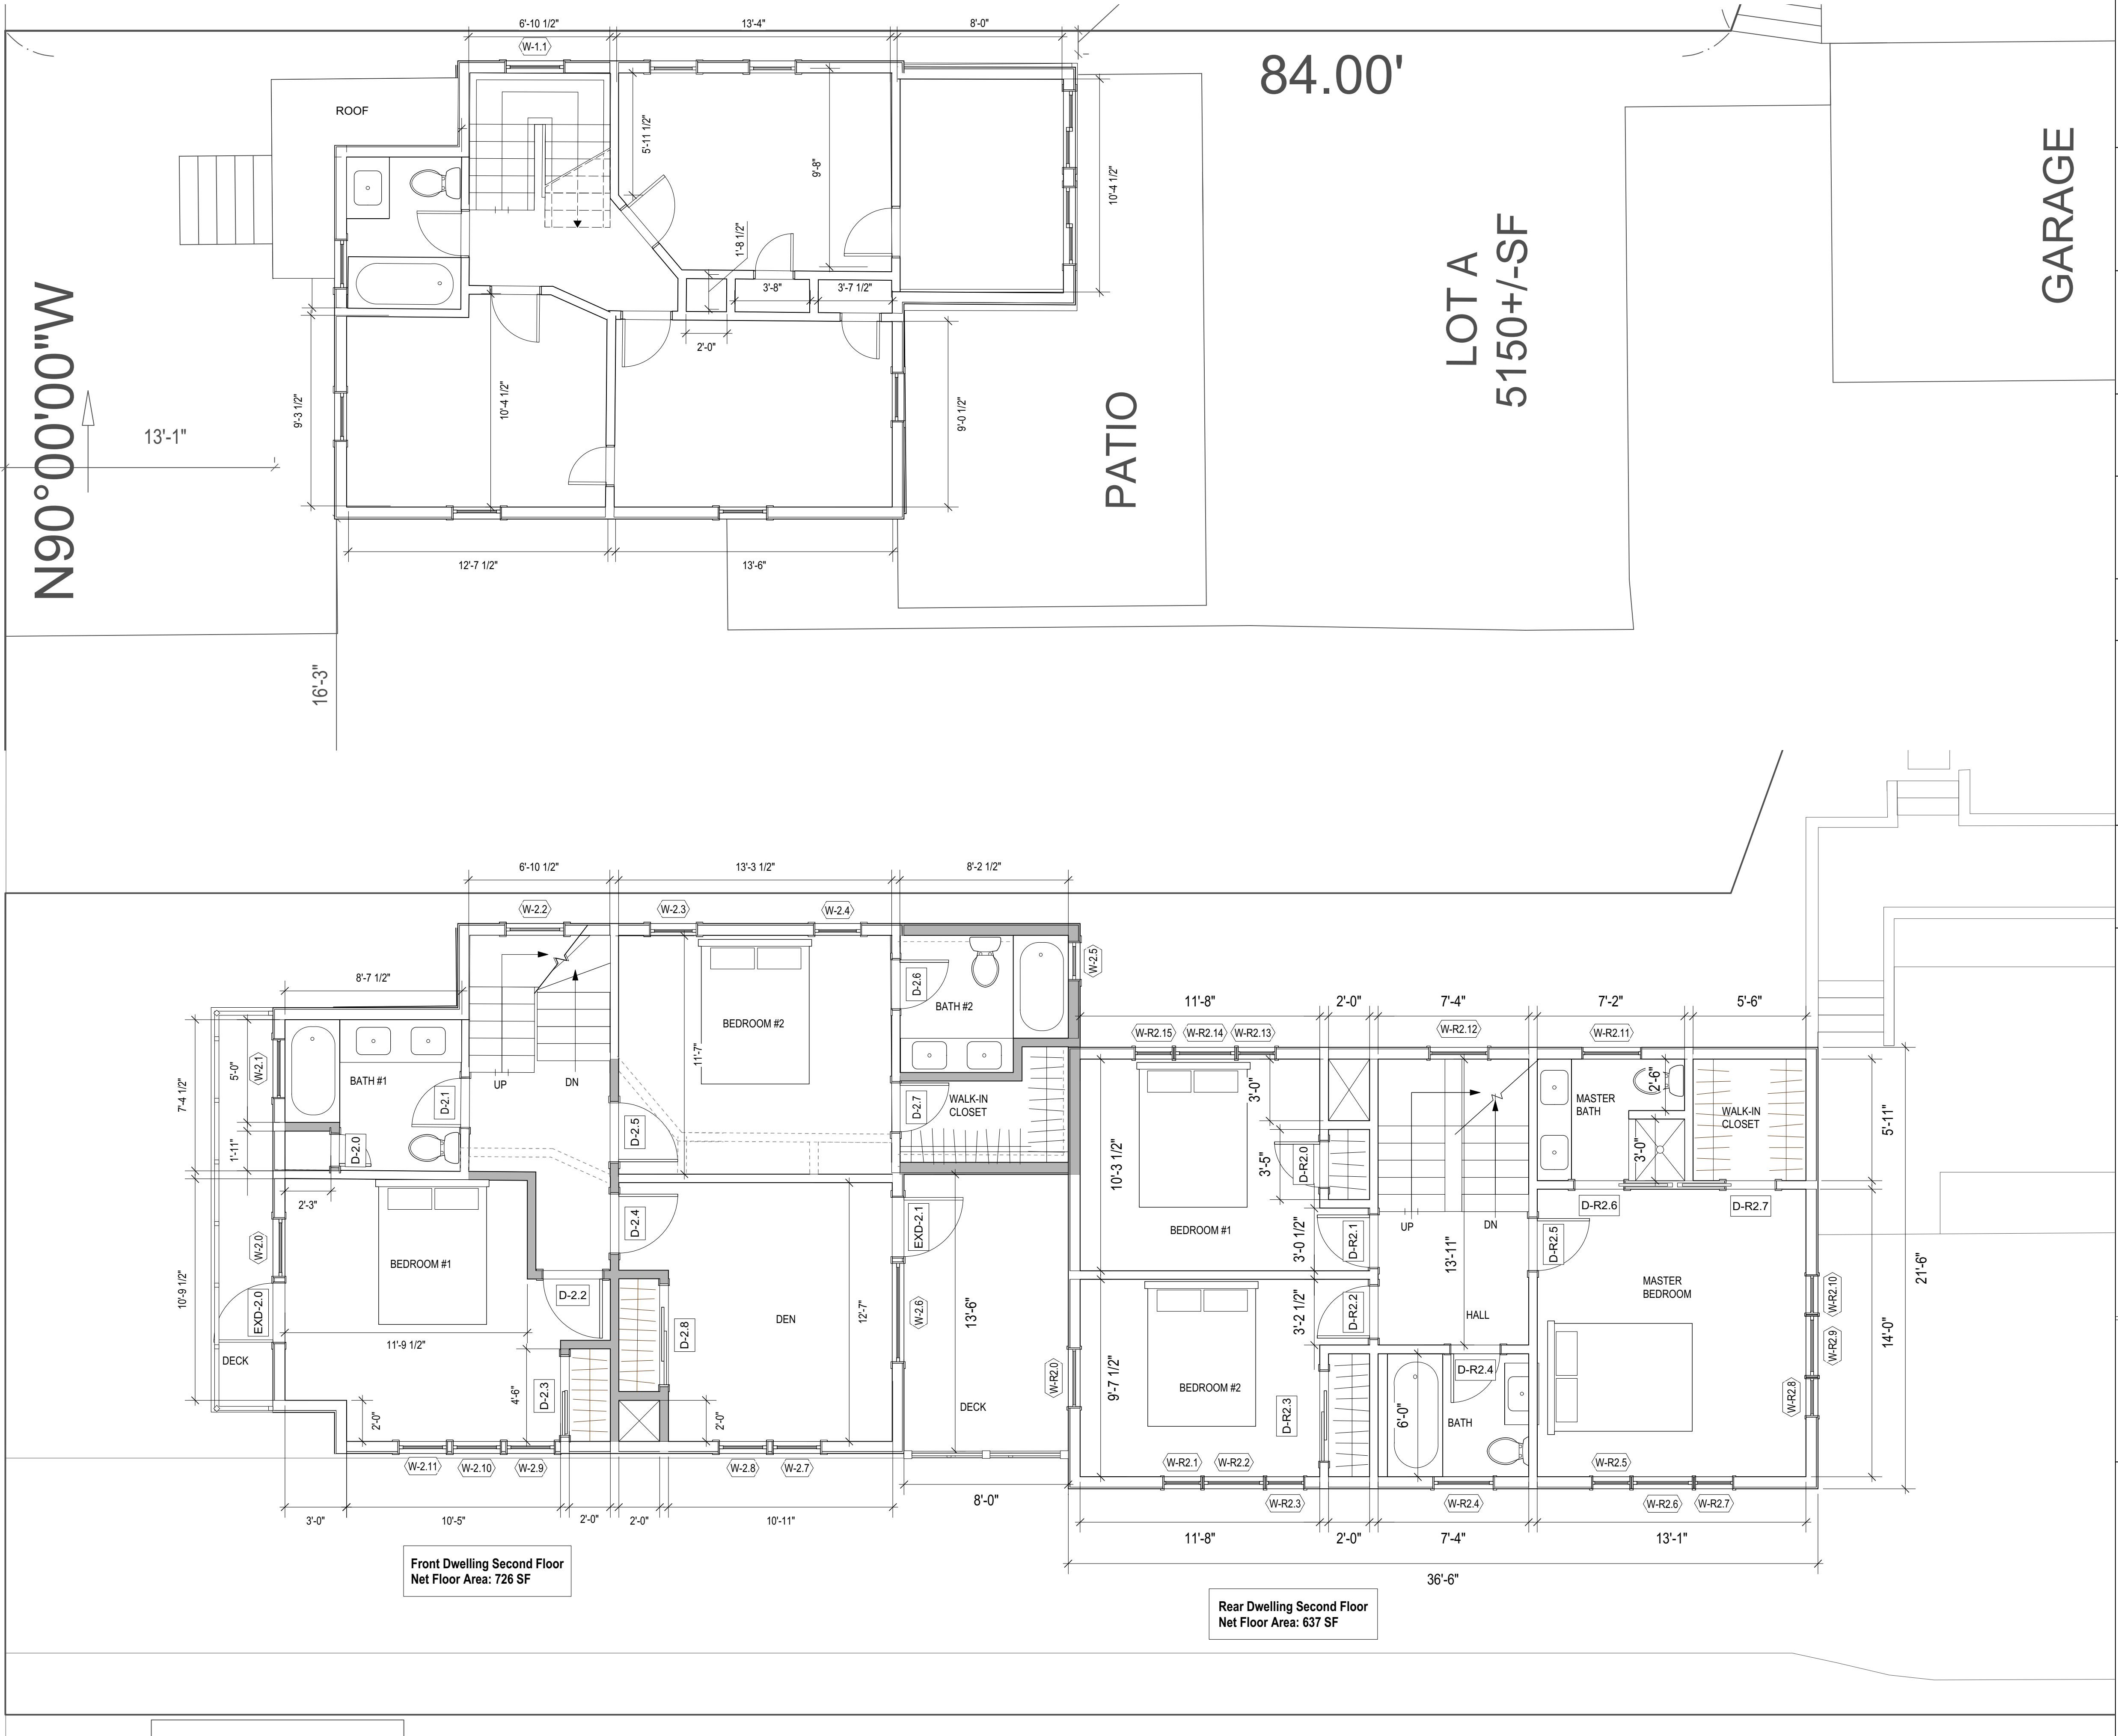 6'-10 1/2"
13'-4"
8'-0"
W-1.1
84.00'
ROOF
5'-11 1/2"
9'-8"
10'-4 1/2"
1'-8 1/2"
3'-8"
3'-7 1/2"
2'-0"
GARAGE
LOT A
5150+/-SF
N90°00'00"W
13'-1"
9'-3 1/2"
10'-4 1/2"
9'-0 1/2"
PATIO
12'-7 1/2"
13'-6"
16'-3"
6'-10 1/2"
13'-3 1/2"
8'-2 1/2"
W-2.2
W-2.3
W-2.4
W-2.5
8'-7 1/2"
D-2.6
BATH #2
BEDROOM #2
11'-7"
7'-4 1/2"
5'-0"
W-2.1
BATH #1
D-2.1
UP
DN
D-2.7
WALK-IN
CLOSET
D-2.5
1'-11"
D-2.0
2'-3"
D-2.4
EXD-2.1
W-2.0
BEDROOM #1
10'-9 1/2"
EXD-2.0
D-2.2
11'-9 1/2"
DECK
D-2.8
DEN
12'-7"
W-2.6
13'-6"
4'-6"
D-2.3
2'-0"
2'-0"
DECK
W-R2.0
W-2.11
W-2.10
W-2.9
W-2.8
W-2.7
8'-0"
3'-0"
10'-5"
2'-0"
2'-0"
10'-11"
Front Dwelling Second Floor
Net Floor Area: 726 SF
11'-8"
2'-0"
7'-4"
7'-2"
5'-6"
W-R2.15
W-R2.14
W-R2.13
W-R2.12
W-R2.11
3'-0"
2'-6"
MASTER
BATH
WALK-IN
CLOSET
5'-11"
10'-3 1/2"
3'-5"
D-R2.0
3'-0"
D-R2.6
D-R2.7
BEDROOM #1
3'-0 1/2"
D-R2.1
UP
DN
13'-11"
D-R2.5
21'-6"
MASTER
BEDROOM
W-R2.10
3'-2 1/2"
D-R2.2
HALL
W-R2.9
14'-0"
9'-7 1/2"
BEDROOM #2
D-R2.3
D-R2.4
6'-0"
BATH
W-R2.8
W-R2.1
W-R2.2
W-R2.3
W-R2.4
W-R2.5
W-R2.6
W-R2.7
11'-8"
2'-0"
7'-4"
13'-1"
36'-6"
Rear Dwelling Second Floor
Net Floor Area: 637 SF